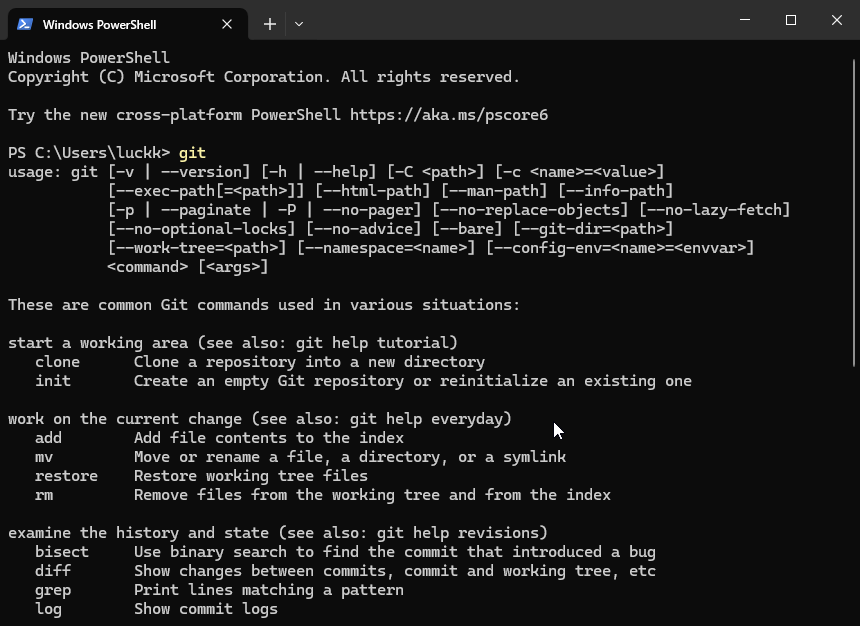 Windows PowerShell
Windows PowerShell
Copyright (C) Microsoft Corporation. All rights reserved.
Try the new cross-platform PowerShell https://aka.ms/pscore6
PS C:\Users\luckk> git
usage: git [-v | --version] [-h | --help] [-C <path>] [-c <name>=<value>]
           [--exec-path[=<path>]] [--html-path] [--man-path] [--info-path]
           [-p | --paginate | -P | --no-pager] [--no-replace-objects] [--no-lazy-fetch]
           [--no-optional-locks] [--no-advice] [--bare] [--git-dir=<path>]
           [--work-tree=<path>] [--namespace=<name>] [--config-env=<name>=<envvar>]
           <command> [<args>]
These are common Git commands used in various situations:
start a working area (see also: git help tutorial)
   clone      Clone a repository into a new directory
   init       Create an empty Git repository or reinitialize an existing one
work on the current change (see also: git help everyday)
   add        Add file contents to the index
   mv         Move or rename a file, a directory, or a symlink
   restore    Restore working tree files
   rm         Remove files from the working tree and from the index
examine the history and state (see also: git help revisions)
   bisect     Use binary search to find the commit that introduced a bug
   diff       Show changes between commits, commit and working tree, etc
   grep       Print lines matching a pattern
   log        Show commit logs